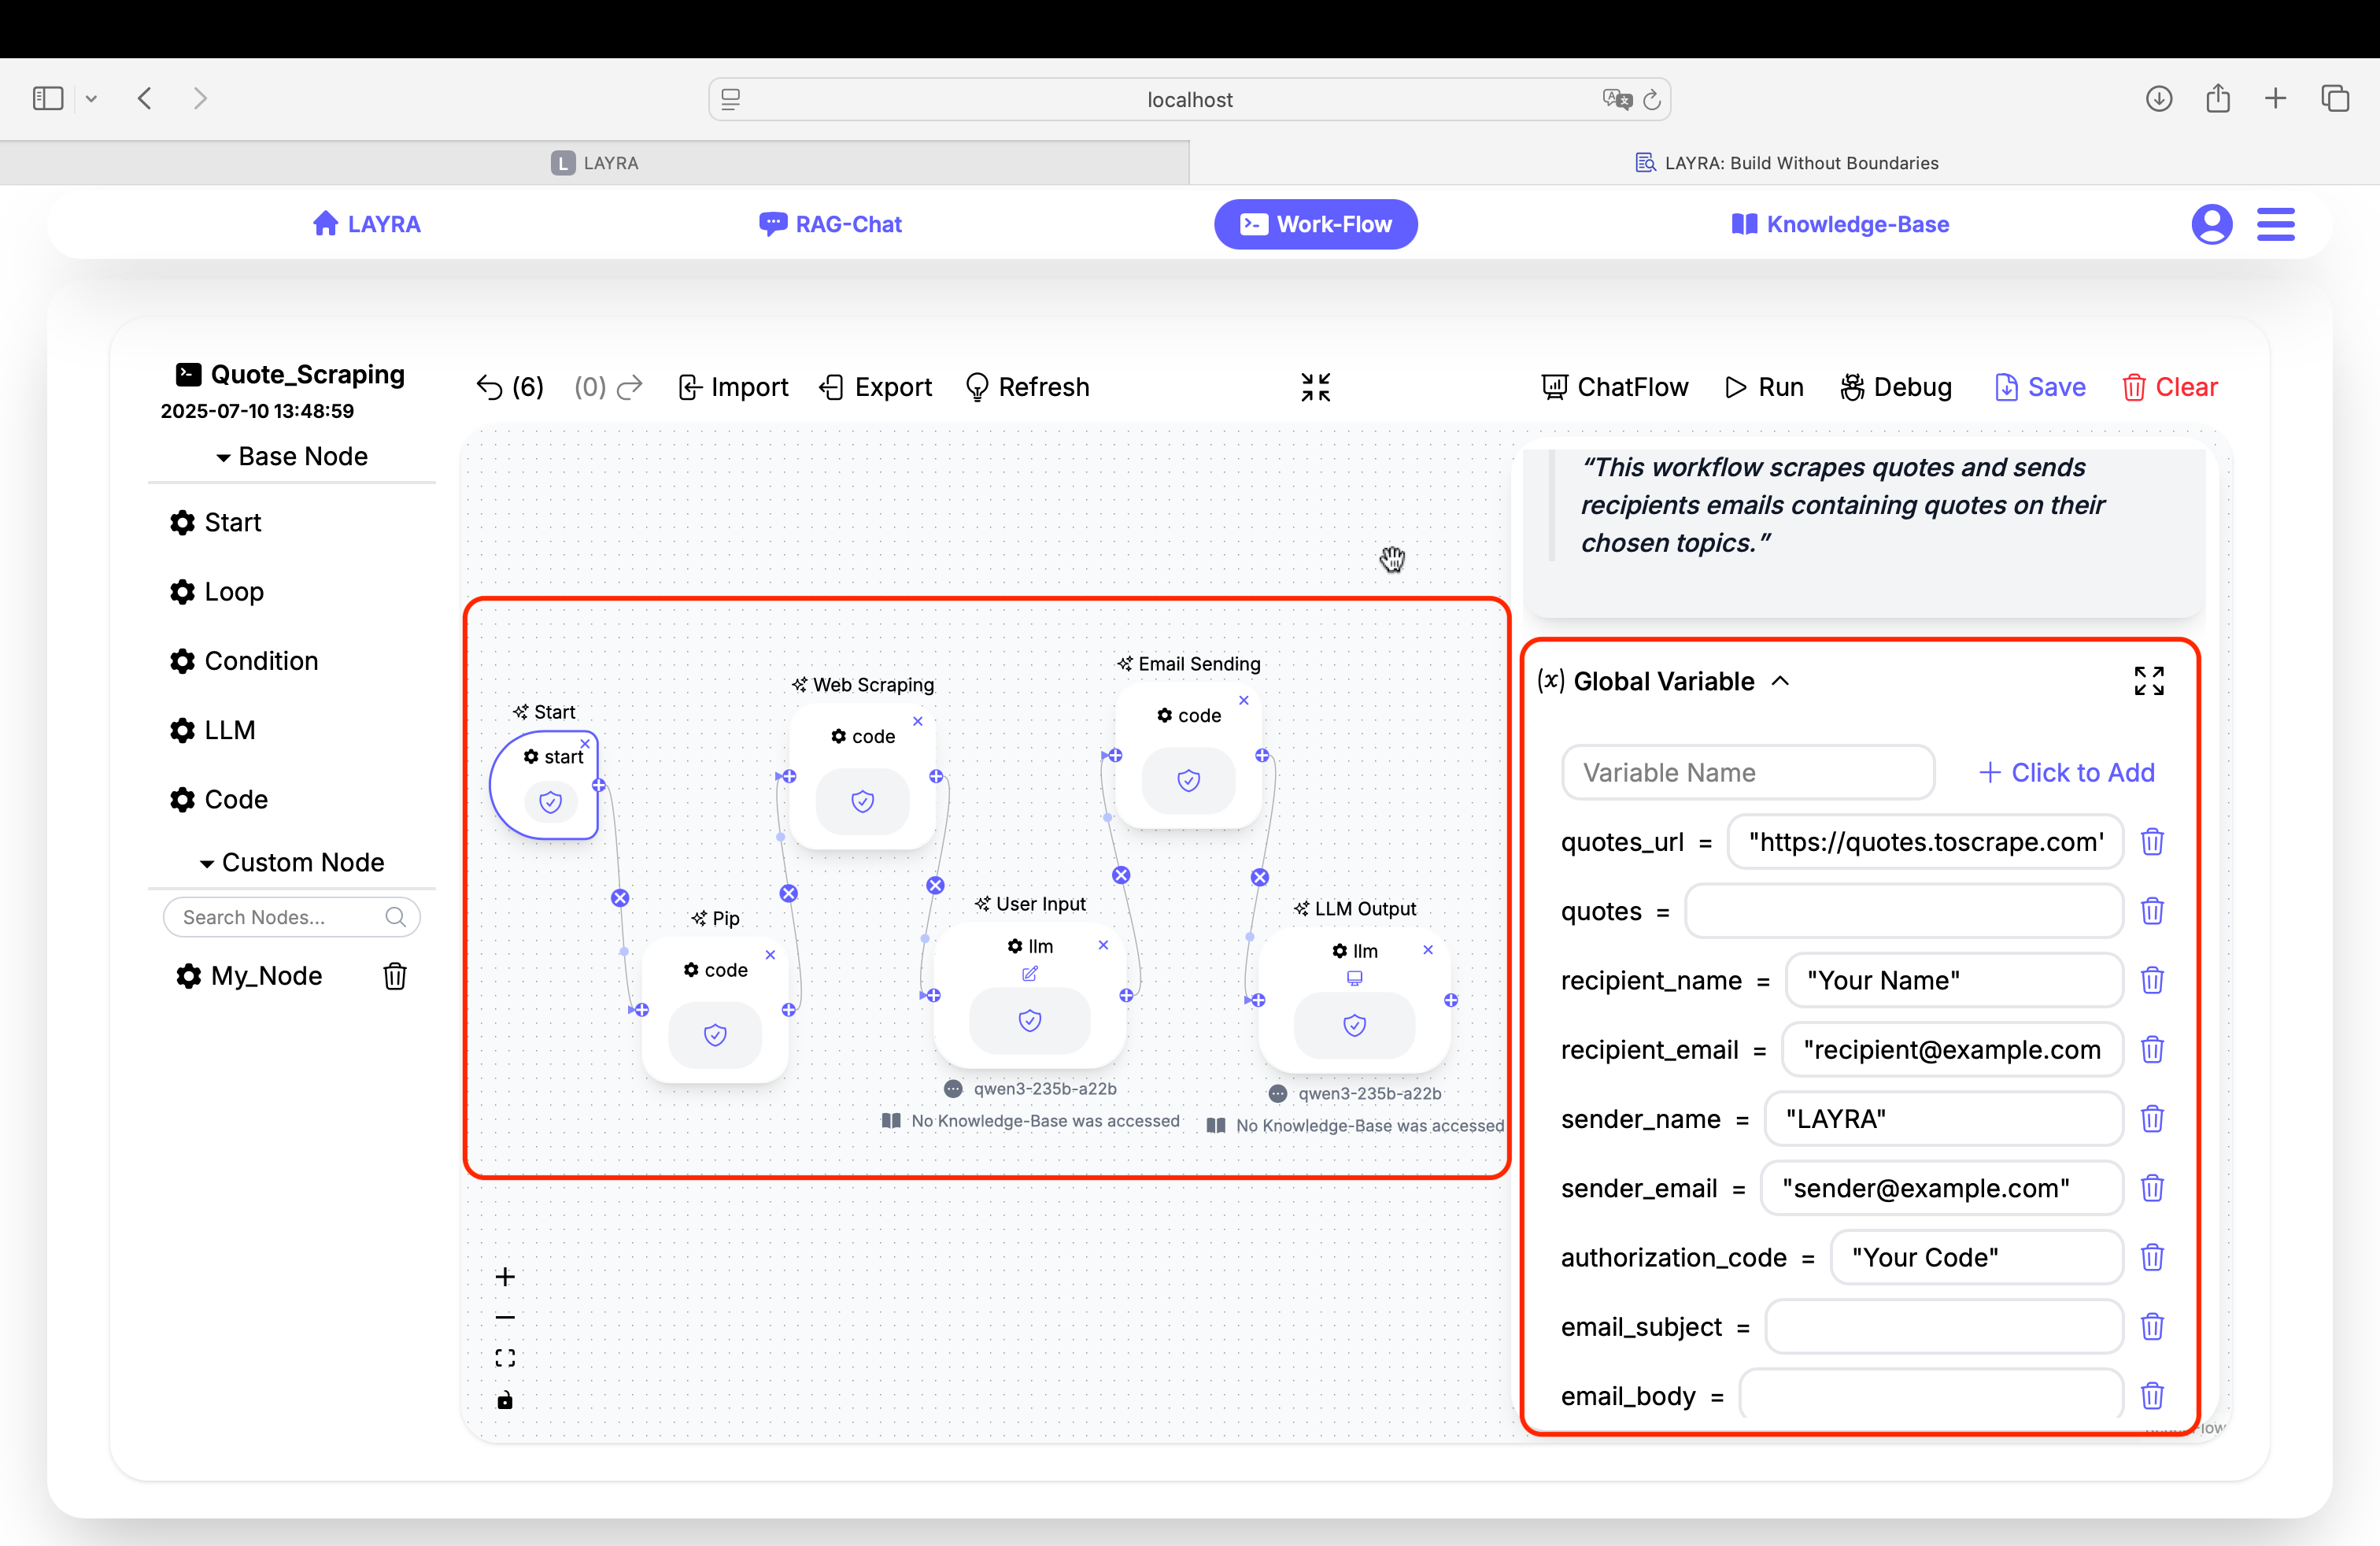 localhost
L LAYRA
LAYRA: Build Without Boundaries
LAYRA
RAG-Chat
Work-Flow
Knowledge-Base
Quote_Scraping
2025-07-10 13:48:59
(6)
(0)
Import
Export
Refresh
ChatFlow
Run
Debug
Save
Clear
Base Node
Start
Loop
Condition
LLM
Code
Custom Node
Search Nodes...
My_Node
Start
start
Pip
code
Web Scraping
code
User Input
llm
qwen3-235b-a22b
No Knowledge-Base was accessed
Email Sending
code
LLM Output
llm
qwen3-235b-a22b
No Knowledge-Base was accessed
“This workflow scrapes quotes and sends
recipients emails containing quotes on their
chosen topics.”
(x) Global Variable
Variable Name
+ Click to Add
quotes_url = "https://quotes.toscrape.com'
quotes =
recipient_name = "Your Name"
recipient_email = "recipient@example.com
sender_name = "LAYRA"
sender_email = "sender@example.com"
authorization_code = "Your Code"
email_subject =
email_body =